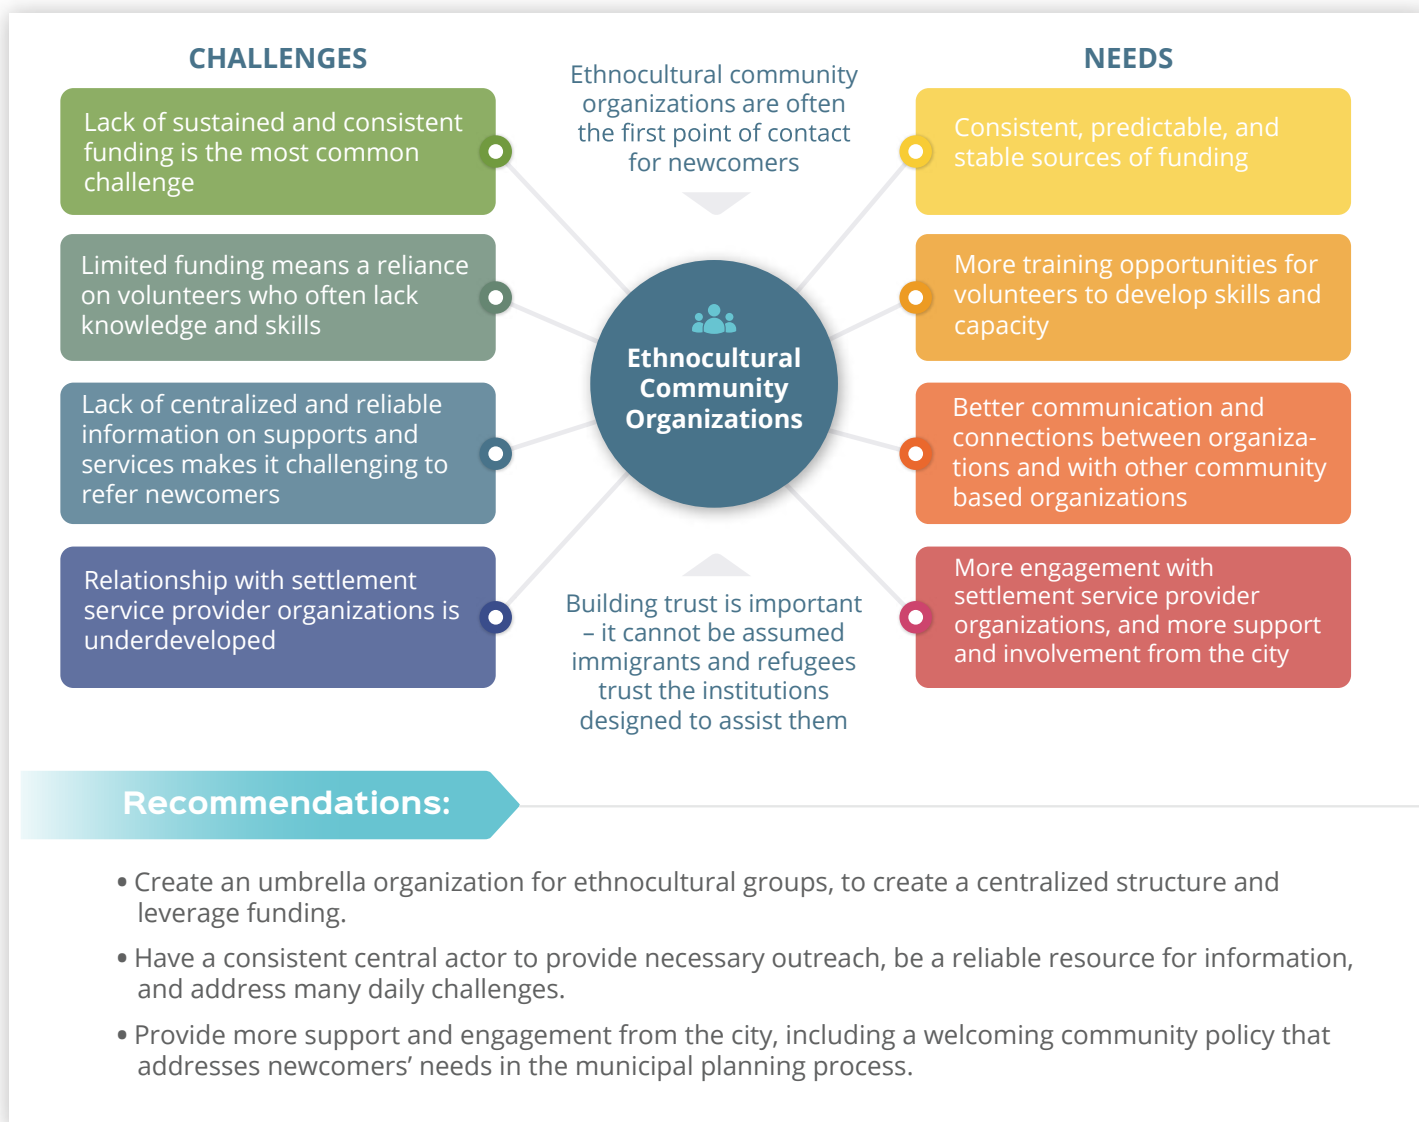 CHALLENGES
Lack of sustained and consistent
funding is the most common
challenge
Limited funding means a reliance
on volunteers who often lack
knowledge and skills
Lack of centralized and reliable
information on supports and
services makes it challenging to
refer newcomers
Relationship with settlement
service provider organizations is
underdeveloped
Ethnocultural community
organizations are often
the first point of contact
for newcomers
Ethnocultural
Community
Organizations
Building trust is important
– it cannot be assumed
immigrants and refugees
trust the institutions
designed to assist them
NEEDS
Consistent, predictable, and
stable sources of funding
More training opportunities for
volunteers to develop skills and
capacity
Better communication and
connections between organiza-
tions and with other community
based organizations
More engagement with
settlement service provider
organizations, and more support
and involvement from the city
Recommendations:
• Create an umbrella organization for ethnocultural groups, to create a centralized structure and
leverage funding.
• Have a consistent central actor to provide necessary outreach, be a reliable resource for information,
and address many daily challenges.
• Provide more support and engagement from the city, including a welcoming community policy that
addresses newcomers’ needs in the municipal planning process.